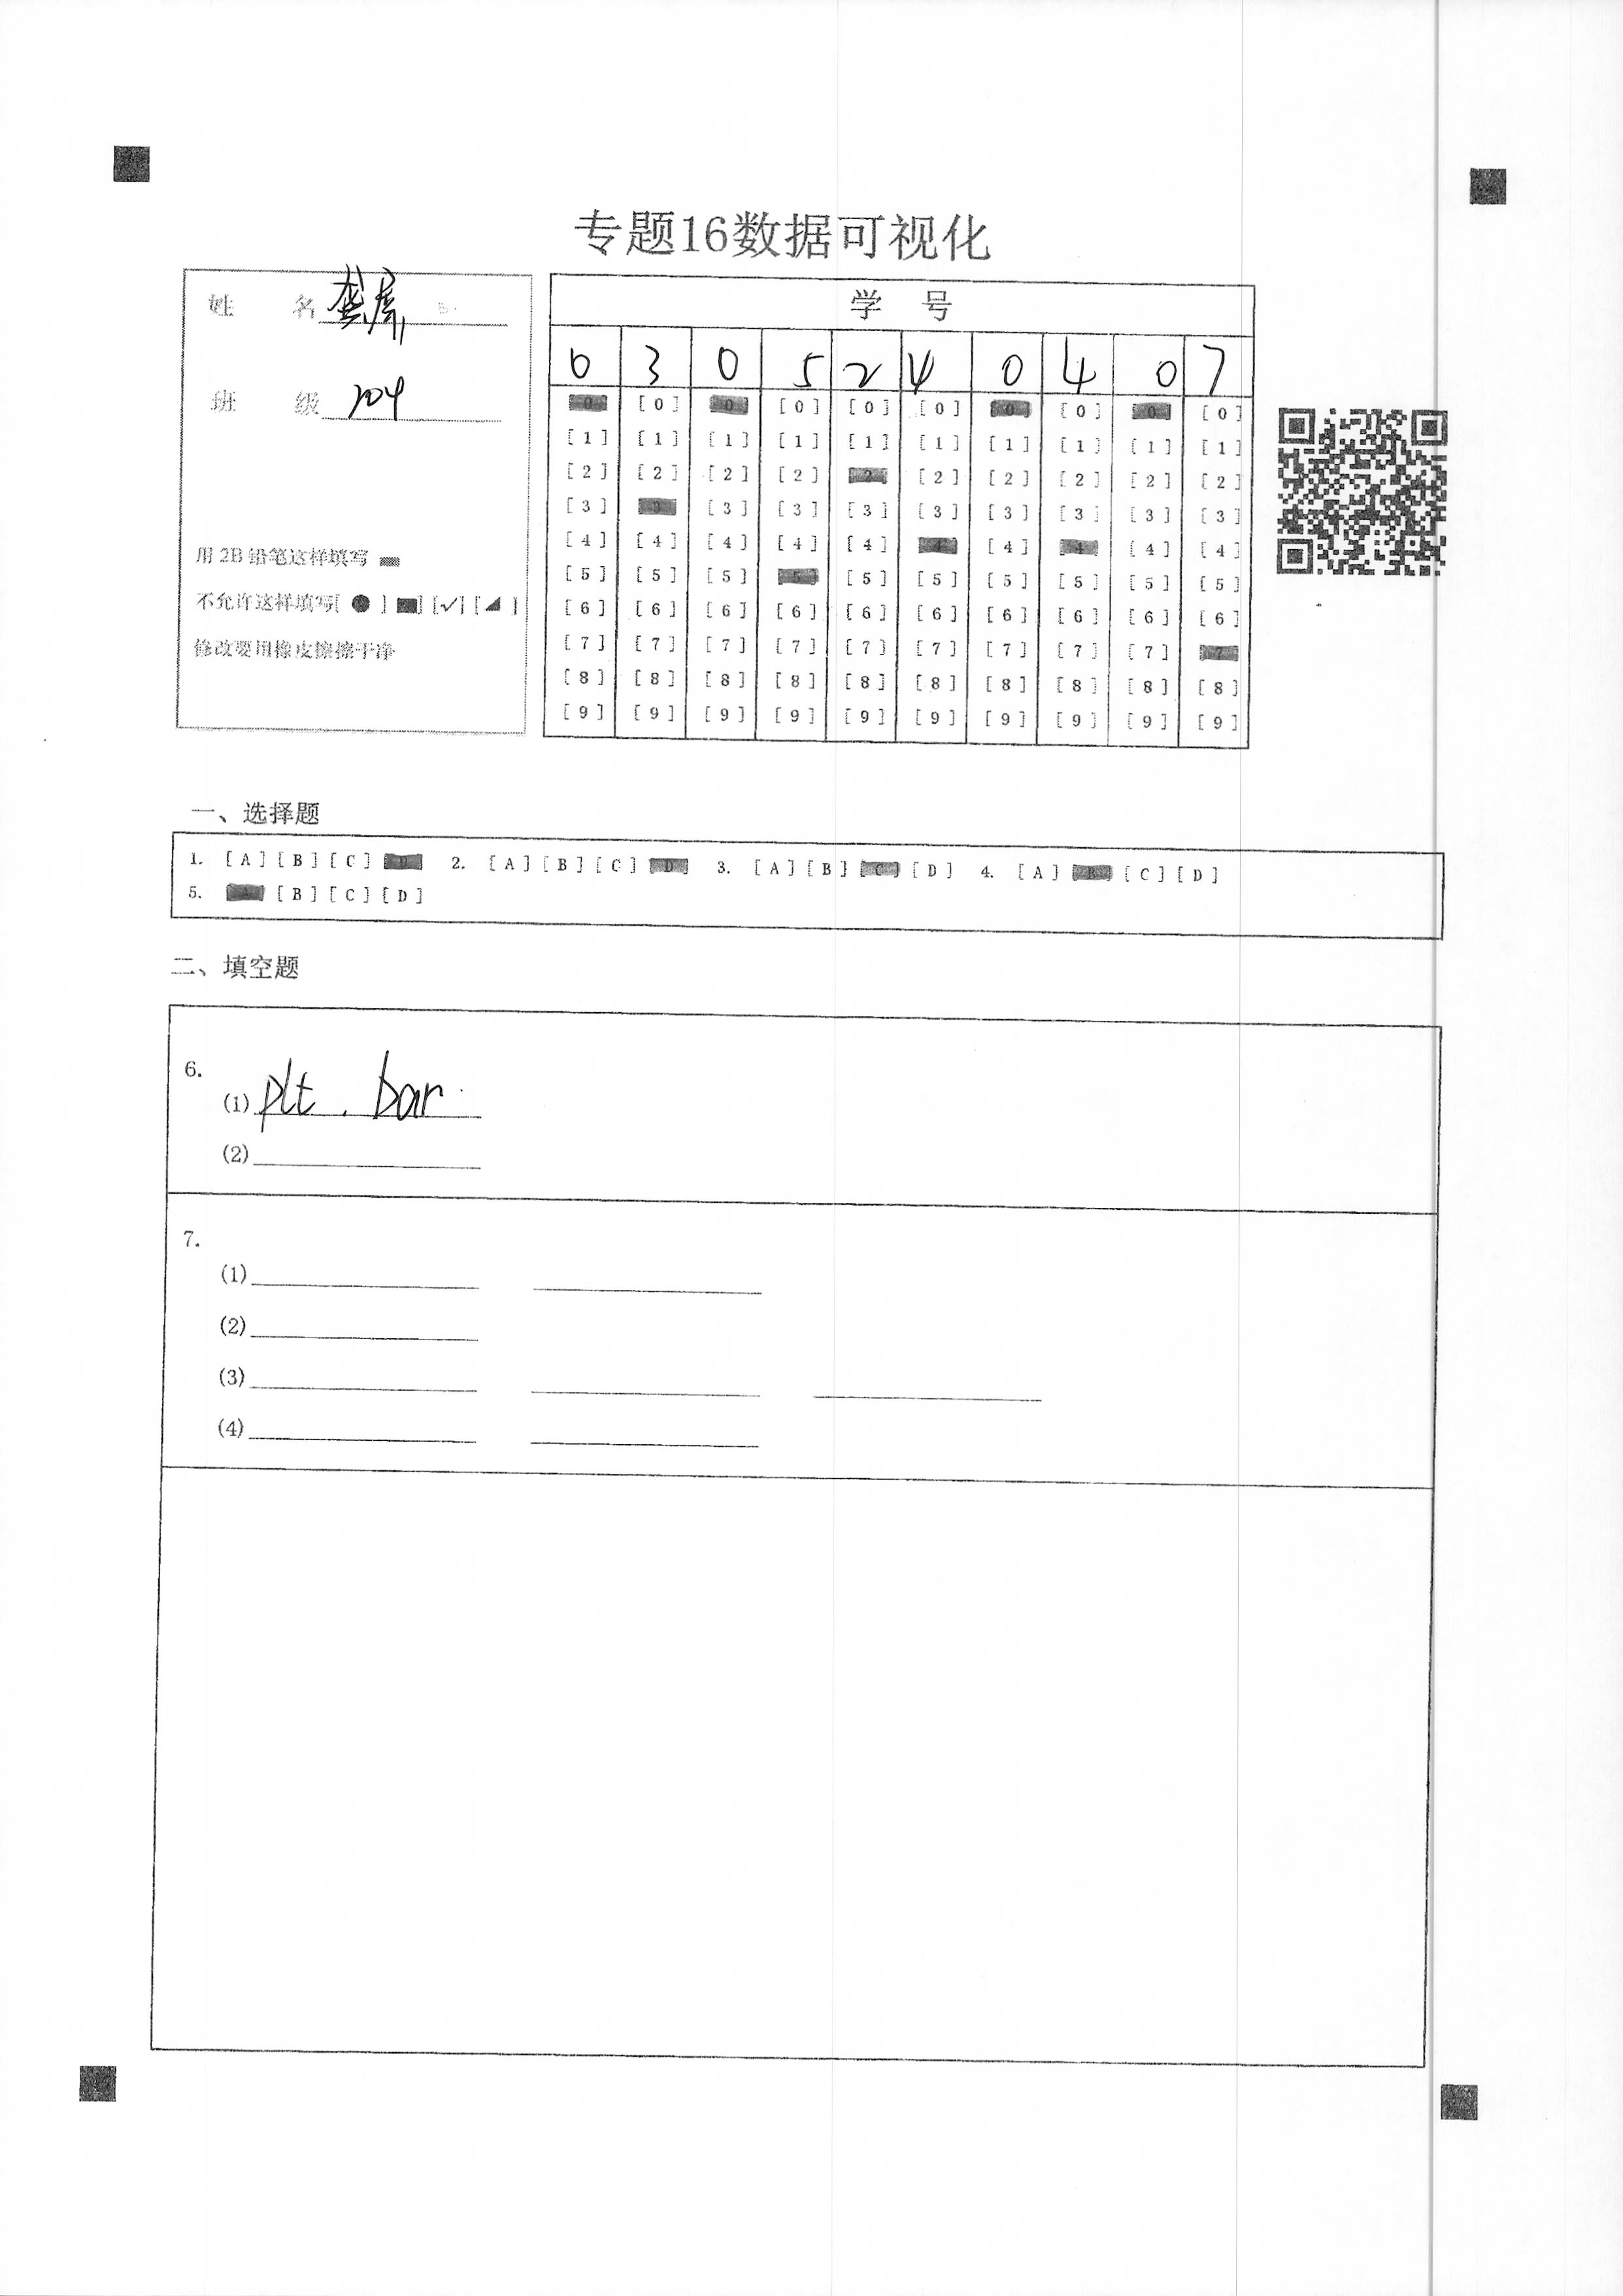 专题16数据可视化
姓 名
班 级 204
用 2B 铅笔这样填写
不允许这样填写[ ● ] [■] [✓] [◢ ]
修改要用橡皮擦擦干净
学 号
0 3 0 5 2 4 0 4 0 7
[0] [0] [0] [0] [0] [0] [0] [0] [0] [0]
[1] [1] [1] [1] [1] [1] [1] [1] [1] [1]
[2] [2] [2] [2] [2] [2] [2] [2] [2] [2]
[3] [3] [3] [3] [3] [3] [3] [3] [3] [3]
[4] [4] [4] [4] [4] [4] [4] [4] [4] [4]
[5] [5] [5] [5] [5] [5] [5] [5] [5] [5]
[6] [6] [6] [6] [6] [6] [6] [6] [6] [6]
[7] [7] [7] [7] [7] [7] [7] [7] [7] [7]
[8] [8] [8] [8] [8] [8] [8] [8] [8] [8]
[9] [9] [9] [9] [9] [9] [9] [9] [9] [9]
一、选择题
1. [A] [B] [C] [D] 2. [A] [B] [C] [D] 3. [A] [B] [C] [D] 4. [A] [B] [C] [D]
5. [A] [B] [C] [D]
二、填空题
6.
(1) plt . bar
(2)
7.
(1)
(2)
(3)
(4)